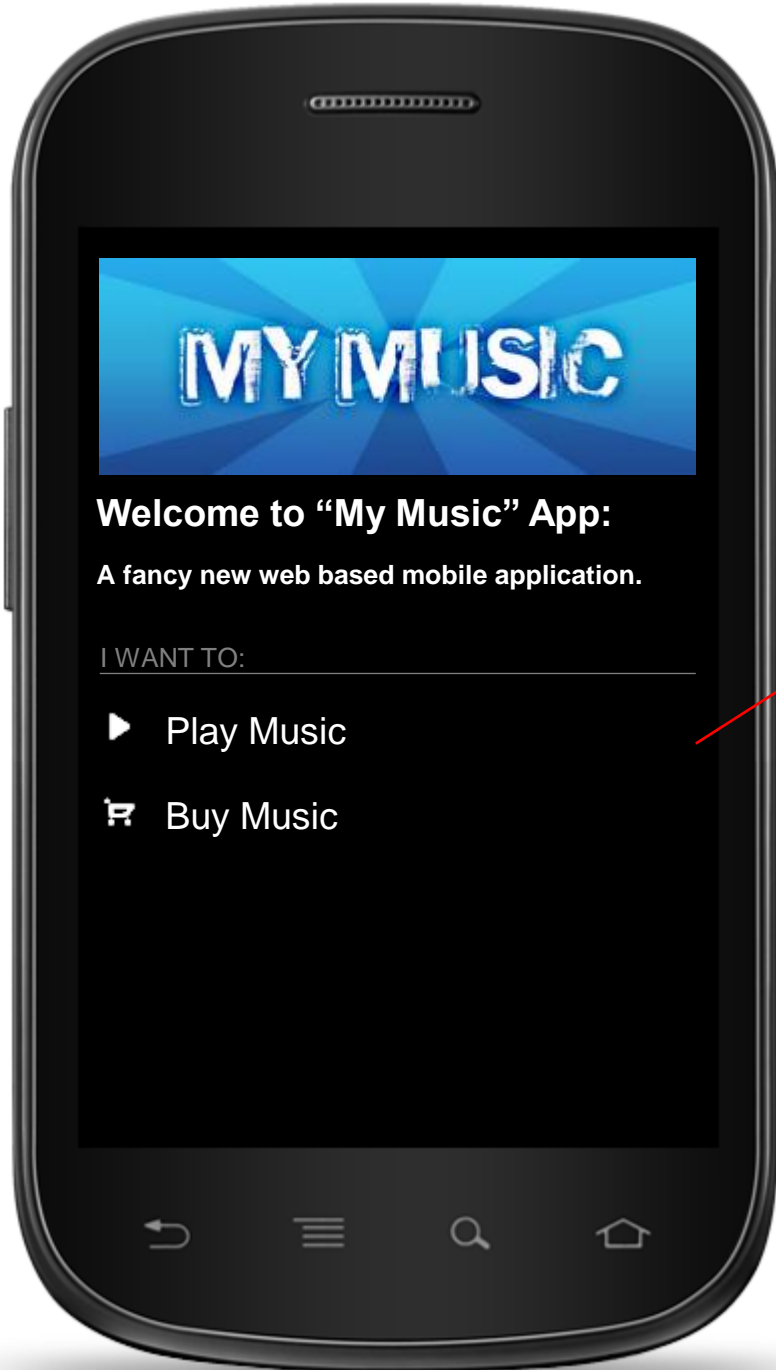 MY MUSIC
Welcome to “My Music” App:
A fancy new web based mobile application.
I WANT TO:
Play Music
Buy Music